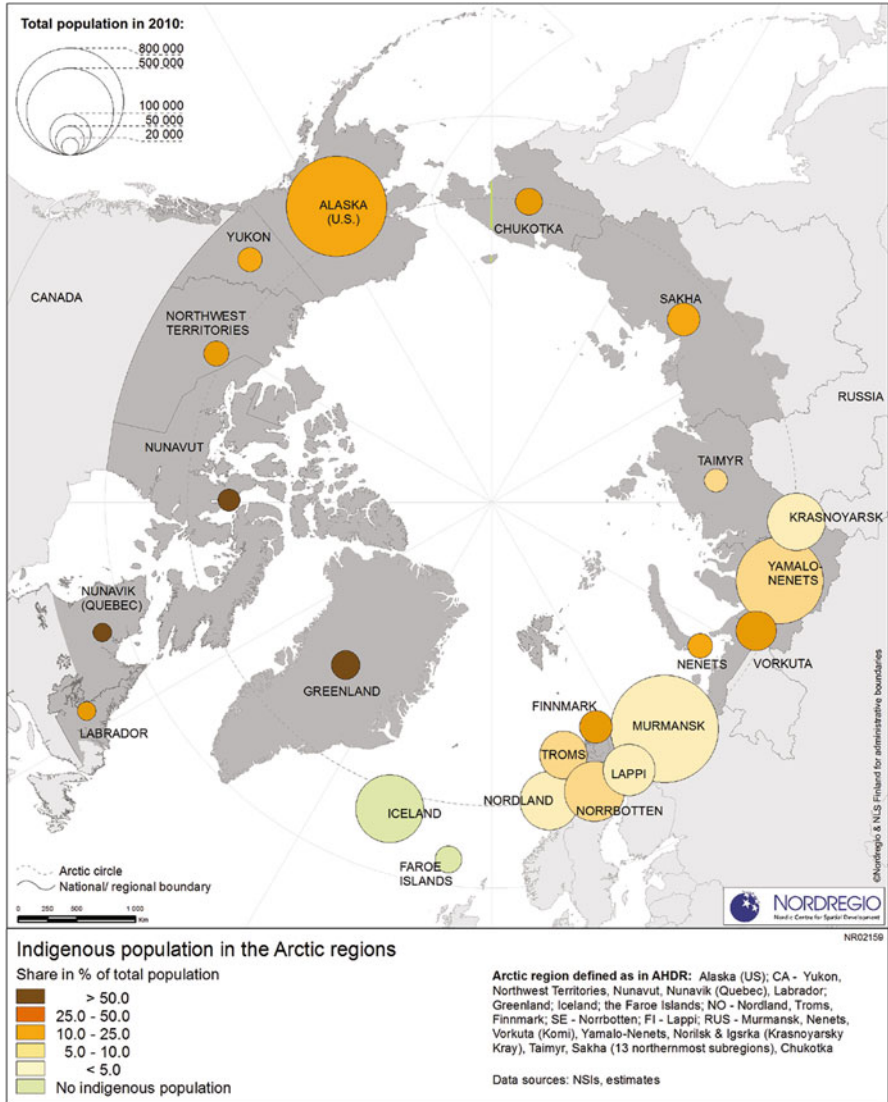 Total population in 2010:
800 000
500 000
100 000
50 000
20 000
ALASKA
(U.S.)
CHUKOTKA
YUKON
CANADA
SAKHA
NORTHWEST
TERRITORIES
RUSSIA
NUNAVUT
TAIMYR
KRASNOYARSK
YAMALO-
NENETS
NUNAVIK
(QUEBEC)
NENETS
VORKUTA
GREENLAND
FINNMARK
MURMANSK
LABRADOR
TROMS
LAPPI
NORDLAND
NORRBOTTEN
ICELAND
FAROE
ISLANDS
Arctic circle
National/ regional boundary
0 250 500 1 000
Km
©Nordregio & NLS Finland for administrative boundaries
NORDREGIO
Nordic Centre for Spatial Development
NR02159
Indigenous population in the Arctic regions
Share in % of total population
> 50.0
25.0 - 50.0
10.0 - 25.0
5.0 - 10.0
< 5.0
No indigenous population
Arctic region defined as in AHDR: Alaska (US); CA - Yukon,
Northwest Territories, Nunavut, Nunavik (Quebec), Labrador;
Greenland; Iceland; the Faroe Islands; NO - Nordland, Troms,
Finnmark; SE - Norrbotten; FI - Lappi; RUS - Murmansk, Nenets,
Vorkuta (Komi), Yamalo-Nenets, Norilsk & Igsrka (Krasnoyarsky
Kray), Taimyr, Sakha (13 northernmost subregions), Chukotka
Data sources: NSIs, estimates